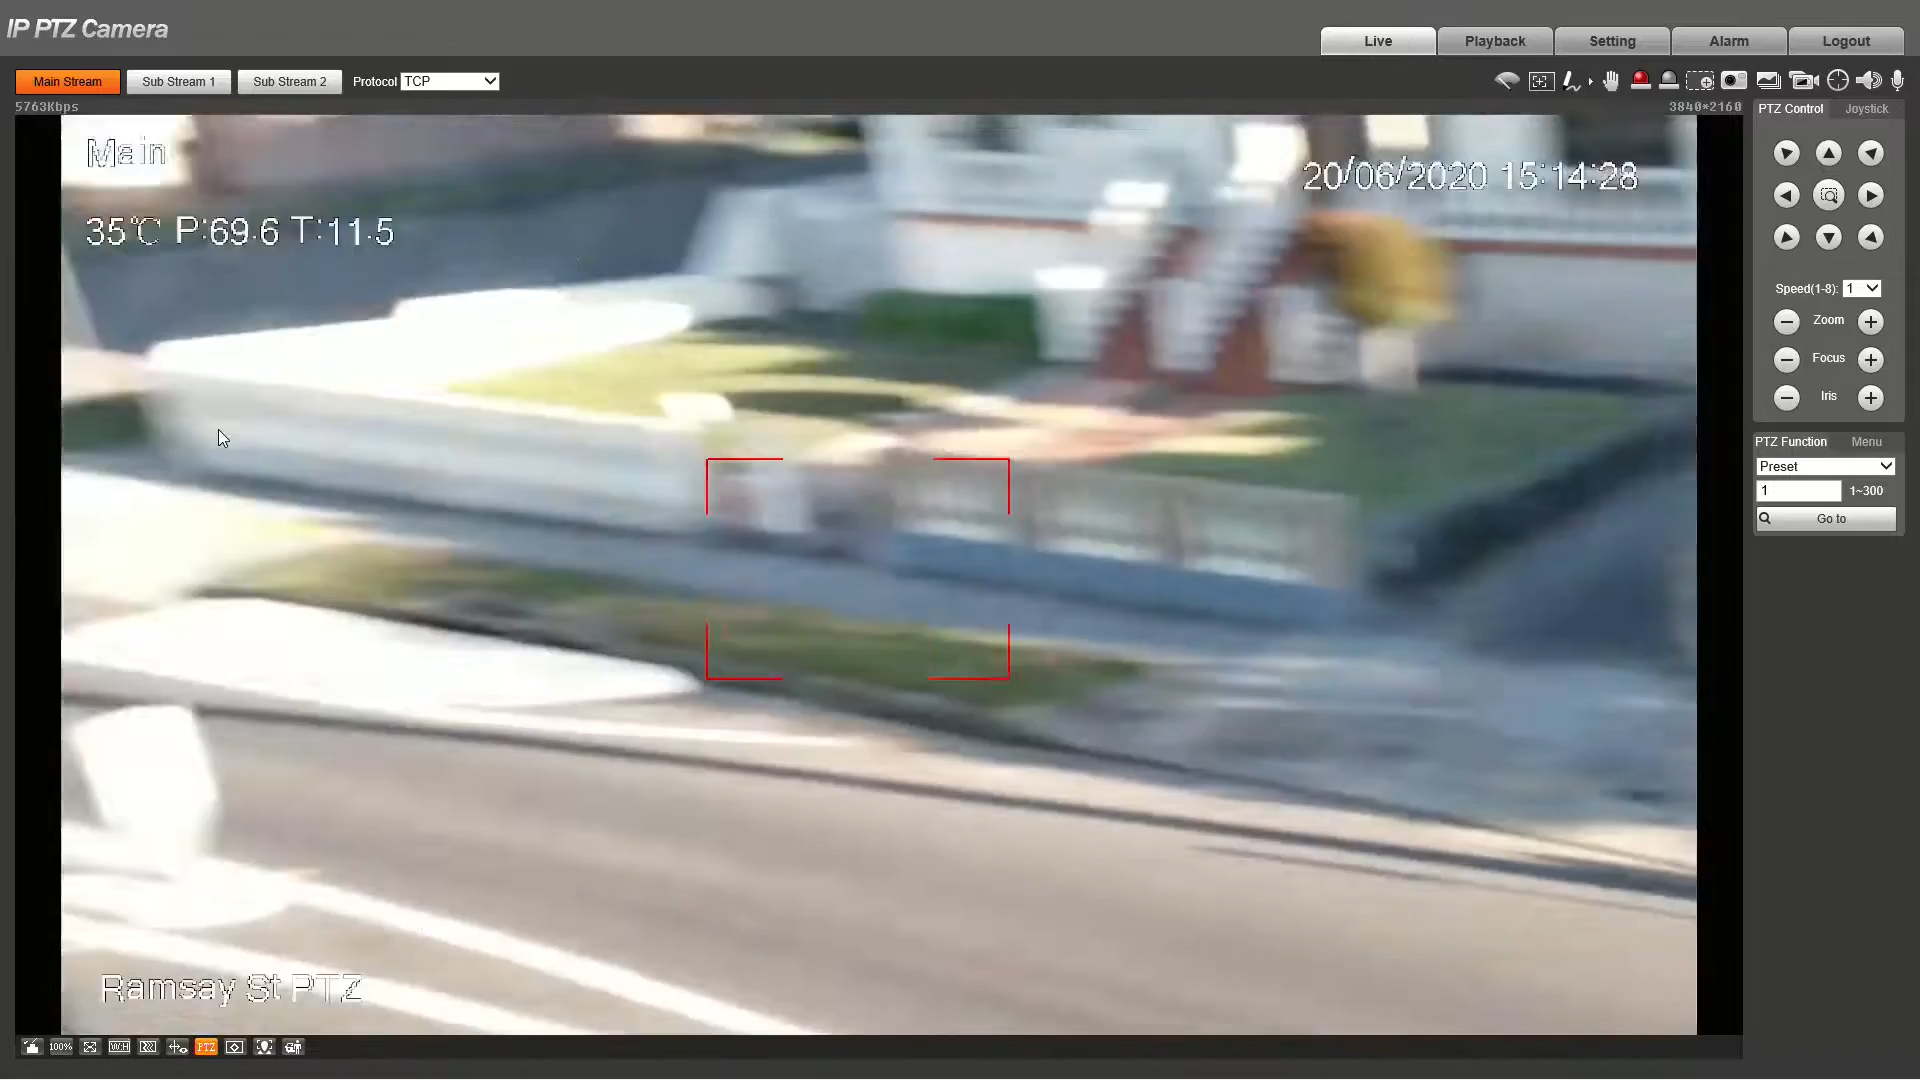 IP PTZ Camera
Live Playback Setting Alarm Logout
Main Stream Sub Stream 1 Sub Stream 2 Protocol TCP
5763Kbps 3840*2160
PTZ Control Joystick
Main
20/06/2020 15:14:28
35℃ P:69.6 T:11.5
Speed(1-8): 1
Zoom
Focus
Iris
PTZ Function Menu
Preset
1 1~300
Go to
Ramsay St PTZ
100% W:H PTZ